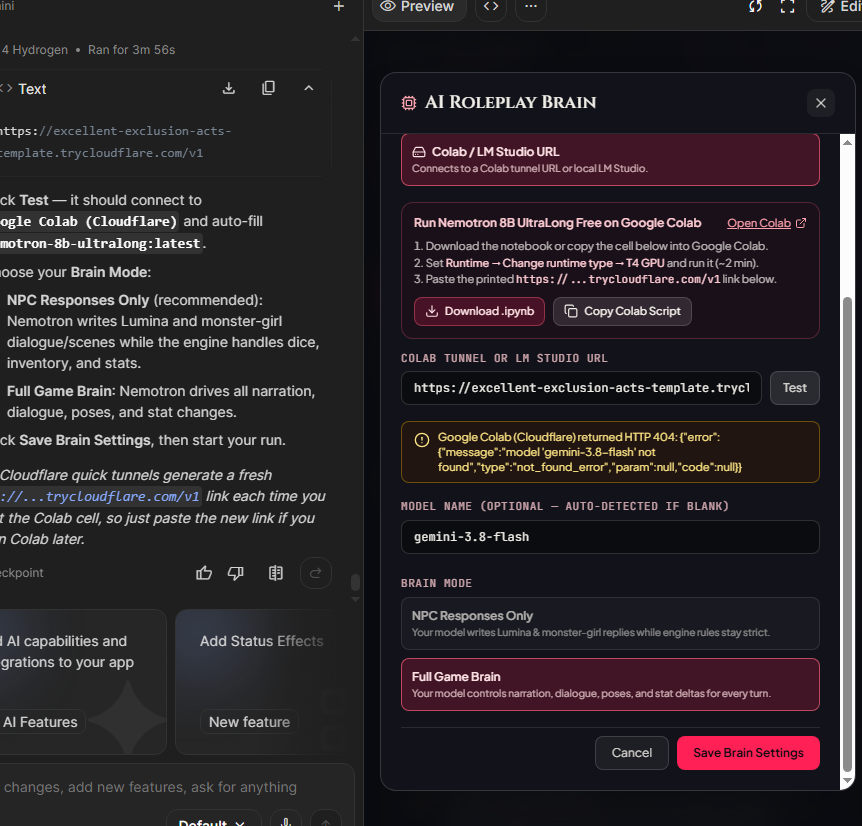 ini
+
4 Hydrogen • Ran for 3m 56s
<> Text
https://excellent-exclusion-acts-
template.trycloudflare.com/v1
ck Test — it should connect to
ogle Colab (Cloudflare) and auto-fill
motron-8b-ultralong:latest.
oose your Brain Mode:
NPC Responses Only (recommended):
Nemotron writes Lumina and monster-girl
dialogue/scenes while the engine handles dice,
inventory, and stats.
Full Game Brain: Nemotron drives all narration,
dialogue, poses, and stat changes.
ck Save Brain Settings, then start your run.
Cloudflare quick tunnels generate a fresh
://...trycloudflare.com/v1 link each time you
t the Colab cell, so just paste the new link if you
n Colab later.
eckpoint
d AI capabilities and
egrations to your app
AI Features
Add Status Effects
New feature
changes, add new features, ask for anything
Default
Preview
<>
...
Edi
AI Roleplay Brain
Colab / LM Studio URL
Connects to a Colab tunnel URL or local LM Studio.
Run Nemotron 8B UltraLong Free on Google Colab
Open Colab
1. Download the notebook or copy the cell below into Google Colab.
2. Set Runtime → Change runtime type → T4 GPU and run it (~2 min).
3. Paste the printed https://...trycloudflare.com/v1 link below.
Download .ipynb
Copy Colab Script
COLAB TUNNEL OR LM STUDIO URL
https://excellent-exclusion-acts-template.trycl
Test
Google Colab (Cloudflare) returned HTTP 404: {"error":
{"message":"model 'gemini-3.8-flash' not
found","type":"not_found_error","param":null,"code":null}}
MODEL NAME (OPTIONAL — AUTO-DETECTED IF BLANK)
gemini-3.8-flash
BRAIN MODE
NPC Responses Only
Your model writes Lumina & monster-girl replies while engine rules stay strict.
Full Game Brain
Your model controls narration, dialogue, poses, and stat deltas for every turn.
Cancel
Save Brain Settings